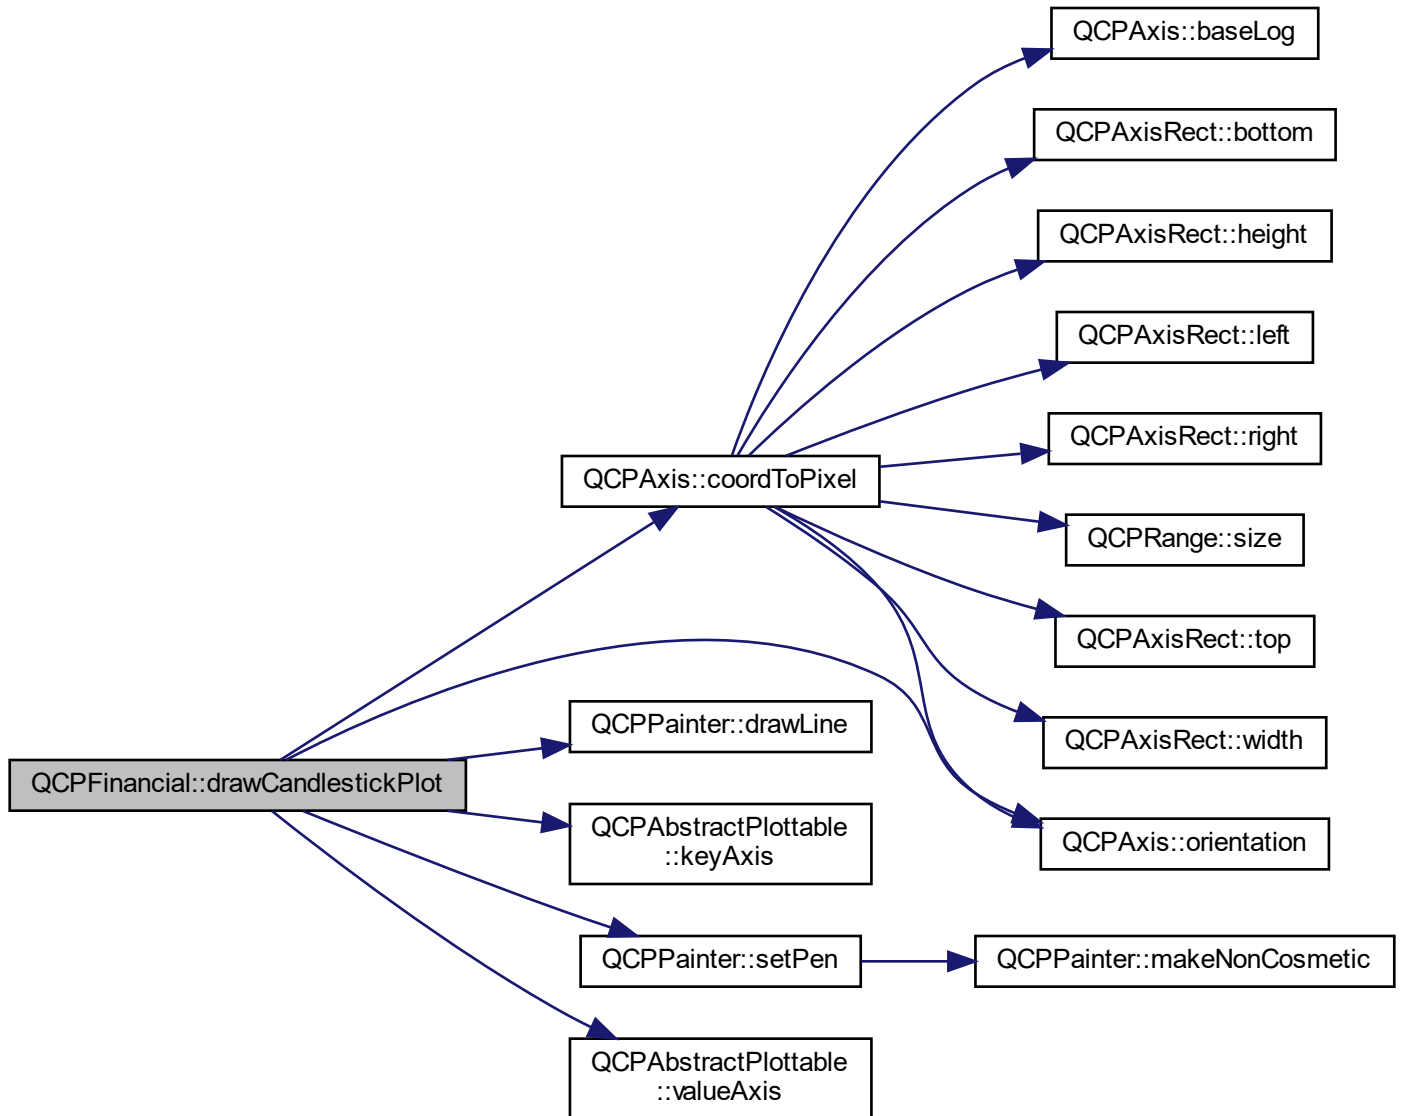 QCPAxis::baseLog
QCPAxisRect::bottom
QCPAxisRect::height
QCPAxisRect::left
QCPAxisRect::right
QCPAxis::coordToPixel
QCPRange::size
QCPAxisRect::top
QCPPainter::drawLine
QCPAxisRect::width
QCPFinancial::drawCandlestickPlot
QCPAbstractPlottable
::keyAxis
QCPAxis::orientation
QCPPainter::setPen
QCPPainter::makeNonCosmetic
QCPAbstractPlottable
::valueAxis